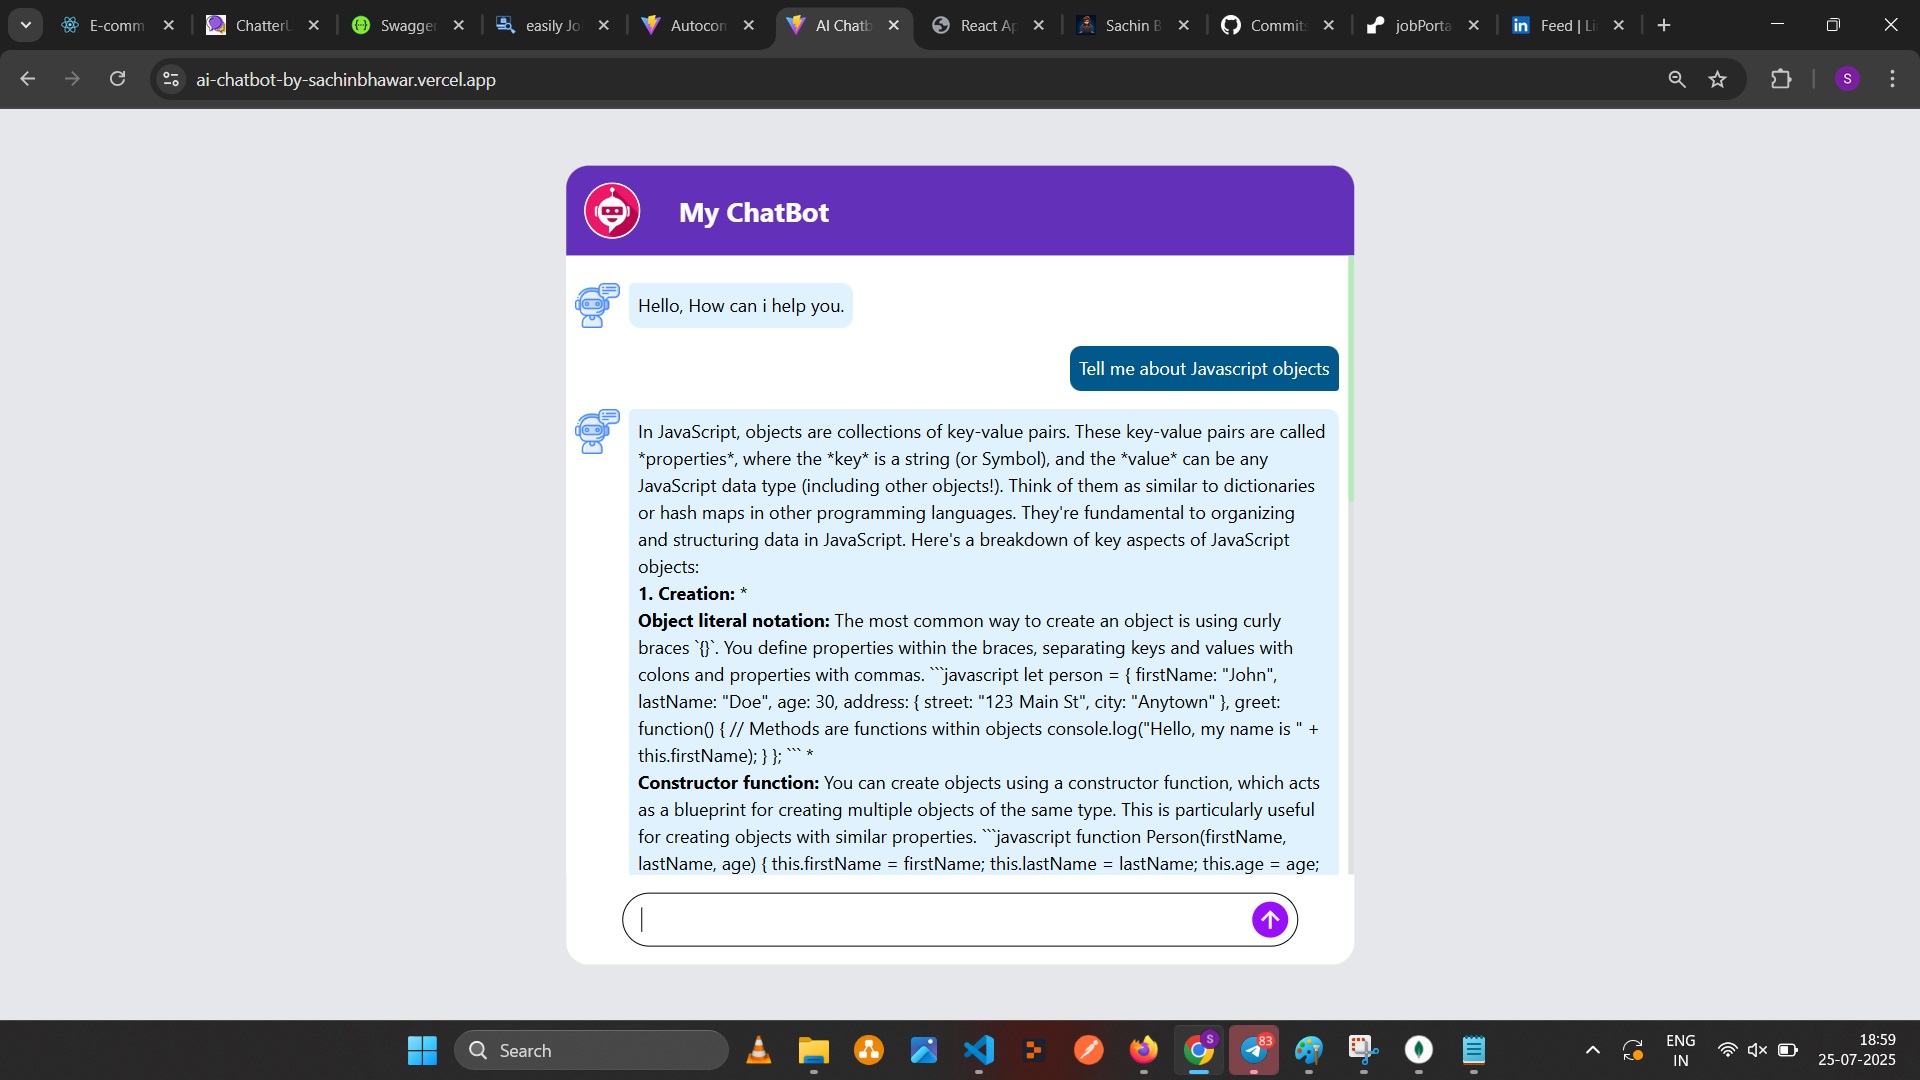 E-comm
Chatter
Swagger
easily Jo
Autocon
AI Chatb
React Ap
Sachin B
Commits
jobPorta
Feed | Li
ai-chatbot-by-sachinbhawar.vercel.app
S
My ChatBot
Hello, How can i help you.
Tell me about Javascript objects
In JavaScript, objects are collections of key-value pairs. These key-value pairs are called
*properties*, where the *key* is a string (or Symbol), and the *value* can be any
JavaScript data type (including other objects!). Think of them as similar to dictionaries
or hash maps in other programming languages. They're fundamental to organizing
and structuring data in JavaScript. Here's a breakdown of key aspects of JavaScript
objects:
1. Creation: *
Object literal notation: The most common way to create an object is using curly
braces `{}`. You define properties within the braces, separating keys and values with
colons and properties with commas. ```javascript let person = { firstName: "John",
lastName: "Doe", age: 30, address: { street: "123 Main St", city: "Anytown" }, greet:
function() { // Methods are functions within objects console.log("Hello, my name is " +
this.firstName); } }; ``` *
Constructor function: You can create objects using a constructor function, which acts
as a blueprint for creating multiple objects of the same type. This is particularly useful
for creating objects with similar properties. ```javascript function Person(firstName,
lastName, age) { this.firstName = firstName; this.lastName = lastName; this.age = age;
Search
S
83
ENG
IN
18:59
25-07-2025